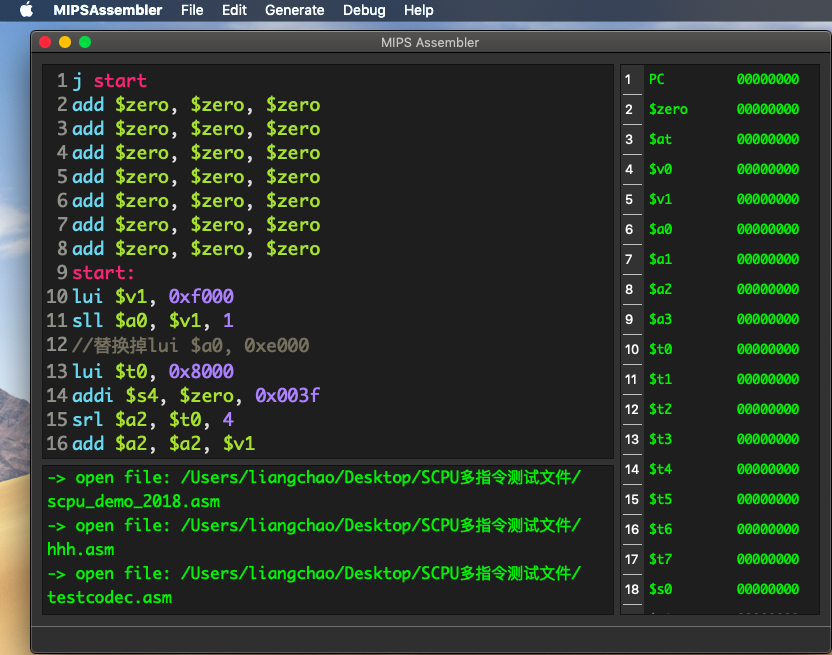 MIPSAssembler File Edit Generate Debug Help
MIPS Assembler
1 j start
2 add $zero, $zero, $zero
3 add $zero, $zero, $zero
4 add $zero, $zero, $zero
5 add $zero, $zero, $zero
6 add $zero, $zero, $zero
7 add $zero, $zero, $zero
8 add $zero, $zero, $zero
9 start:
10 lui $v1, 0xf000
11 sll $a0, $v1, 1
12 //替换掉lui $a0, 0xe000
13 lui $t0, 0x8000
14 addi $s4, $zero, 0x003f
15 srl $a2, $t0, 4
16 add $a2, $a2, $v1
-> open file: /Users/liangchao/Desktop/SCPU多指令测试文件/
scpu_demo_2018.asm
-> open file: /Users/liangchao/Desktop/SCPU多指令测试文件/
hhh.asm
-> open file: /Users/liangchao/Desktop/SCPU多指令测试文件/
testcodec.asm
1 PC 00000000
2 $zero 00000000
3 $at 00000000
4 $v0 00000000
5 $v1 00000000
6 $a0 00000000
7 $a1 00000000
8 $a2 00000000
9 $a3 00000000
10 $t0 00000000
11 $t1 00000000
12 $t2 00000000
13 $t3 00000000
14 $t4 00000000
15 $t5 00000000
16 $t6 00000000
17 $t7 00000000
18 $s0 00000000